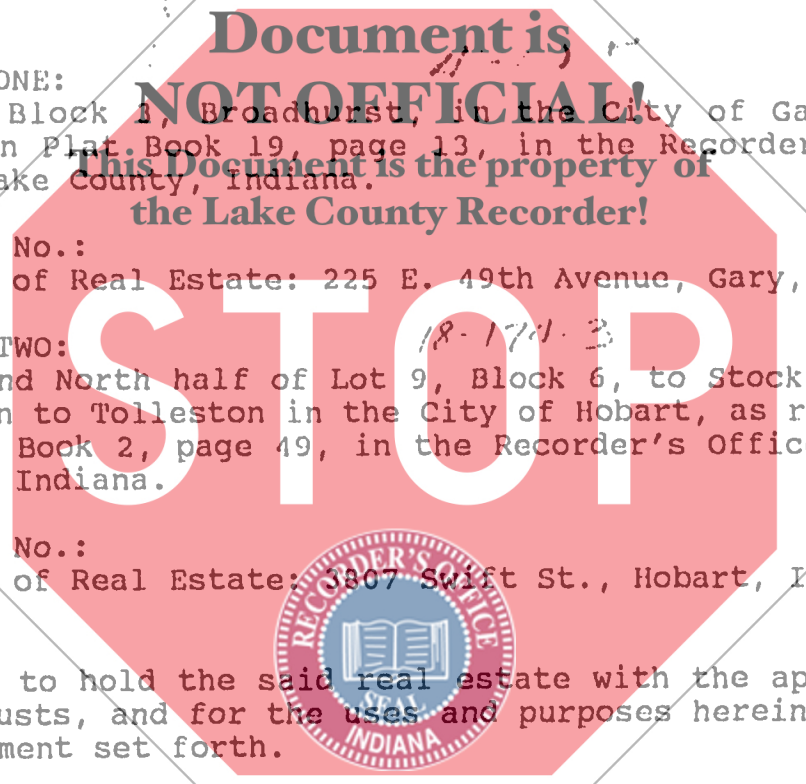 Document is
NOT OFFICIAL!
This Document is the property of
the Lake County Recorder!
STOP
ONE:
Block , Broadhurst, in the City of Ga
n Plat Book 19, page 13, in the Recorder
ake County, Indiana.
No.:
of Real Estate: 225 E. 49th Avenue, Gary,
18-174-3
TWO:
nd North half of Lot 9, Block 6, to Stock
n to Tolleston in the City of Hobart, as r
Book 2, page 49, in the Recorder's Offic
Indiana.
No.:
of Real Estate: 3807 Swift St., Hobart, I
RECORDER'S OFFICE
SEAL
INDIANA
to hold the said real estate with the ap
usts, and for the uses and purposes herein
ment set forth.